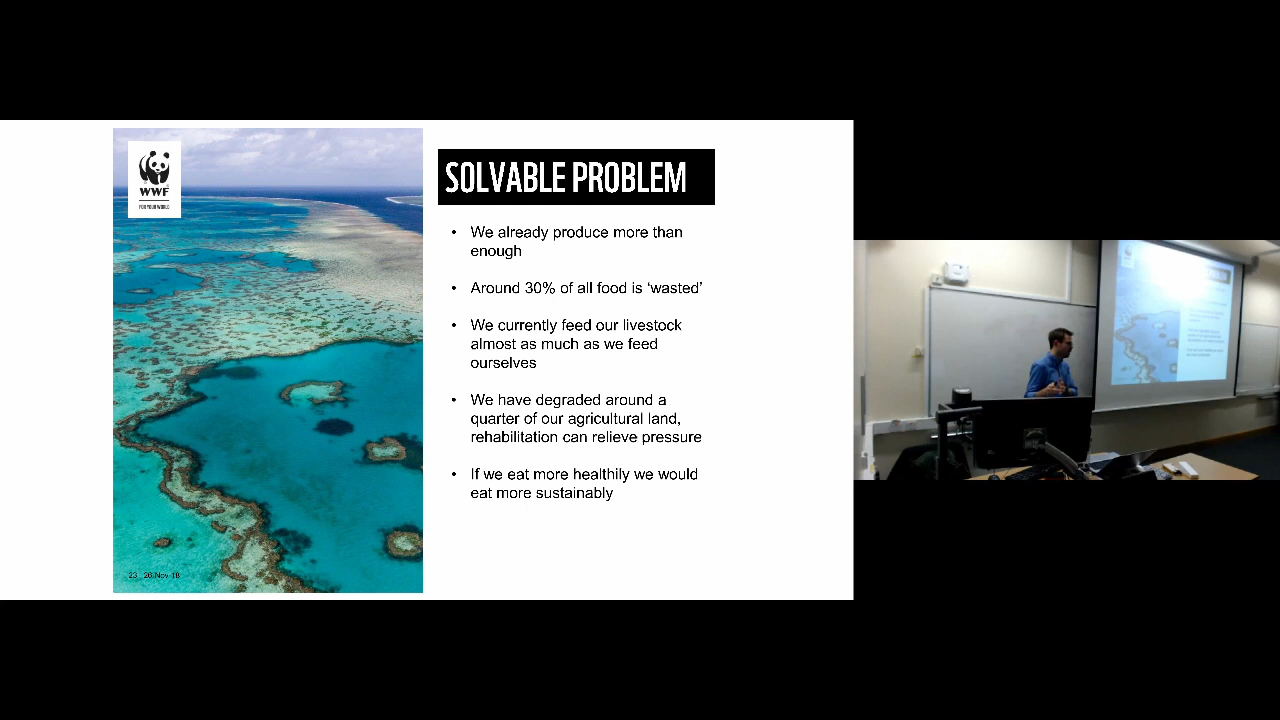 WWF
FOR YOUR WORLD
SOLVABLE PROBLEM
• We already produce more than
enough
• Around 30% of all food is ‘wasted’
• We currently feed our livestock
almost as much as we feed
ourselves
• We have degraded around a
quarter of our agricultural land,
rehabilitation can relieve pressure
• If we eat more healthily we would
eat more sustainably
23 26 Nov 18